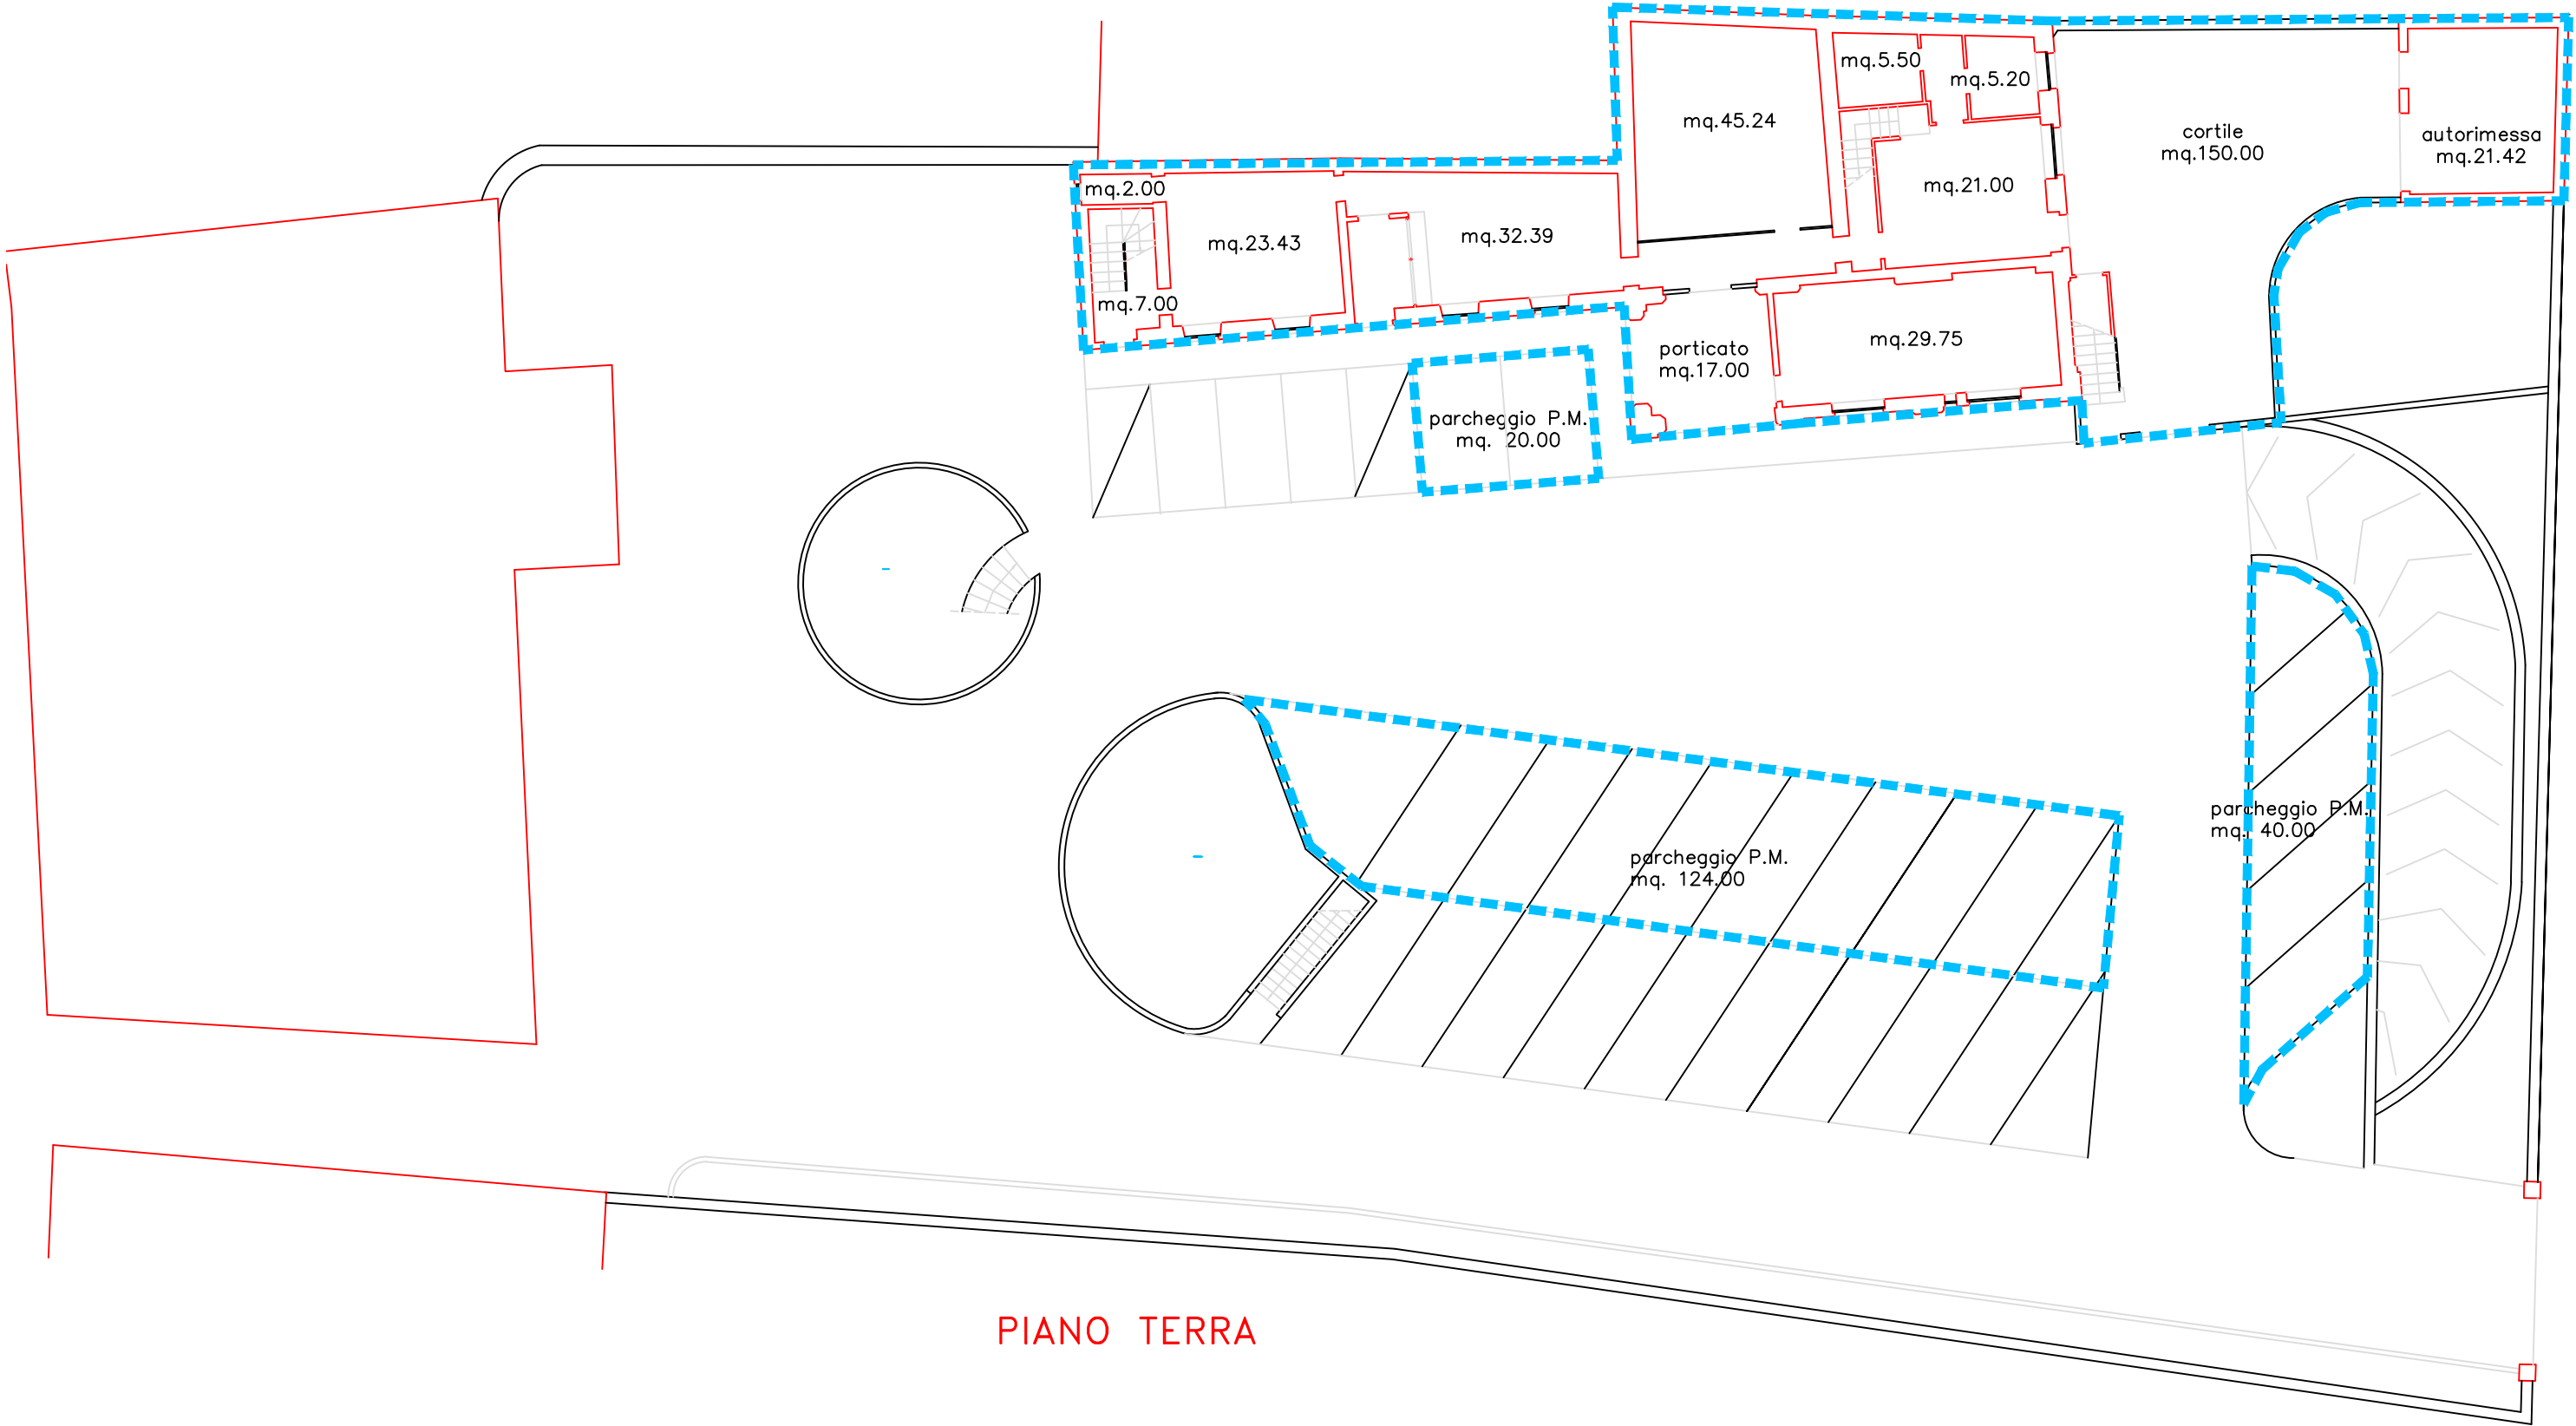 mq.5.50
mq.5.20
mq.45.24
cortile
mq.150.00
autorimessa
mq.21.42
mq.2.00
mq.21.00
mq.23.43
mq.32.39
mq.7.00
porticato
mq.17.00
mq.29.75
parcheggio P.M.
mq. 20.00
parcheggio P.M.
mq. 40.00
parcheggio P.M.
mq. 124.00
PIANO TERRA